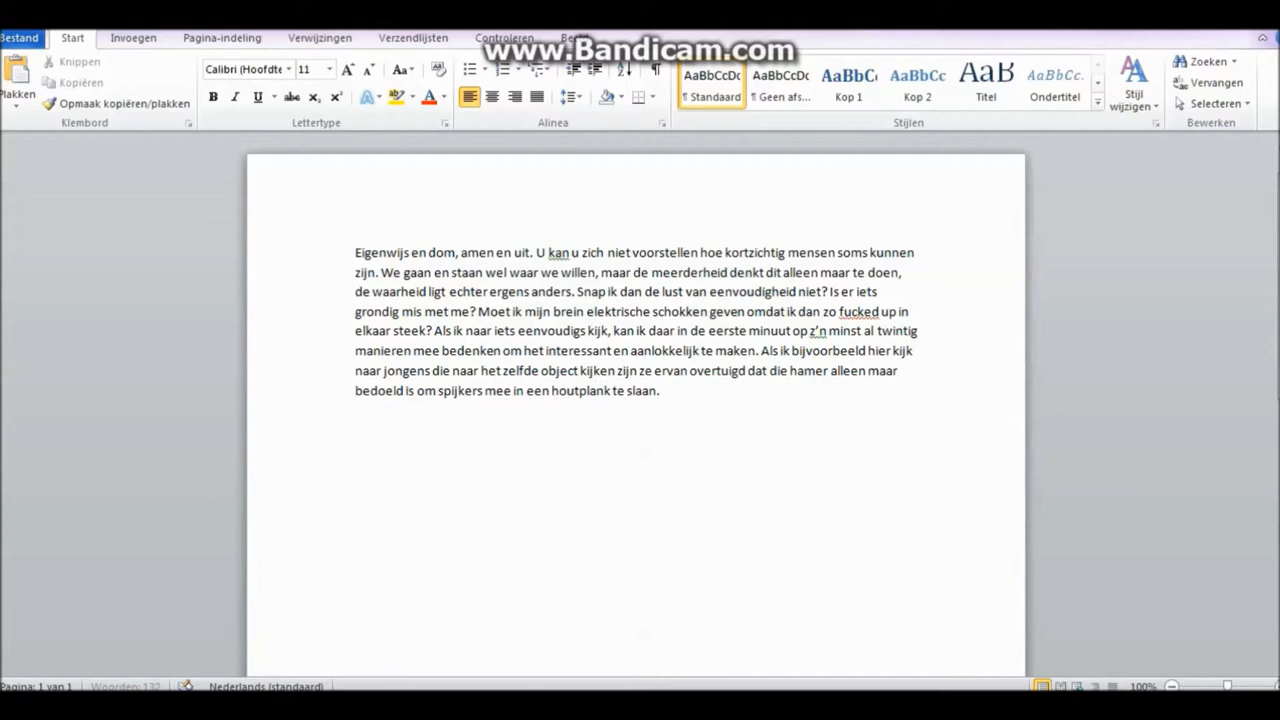 www.Bandicam.com
Bestand Start Invoegen Pagina-indeling Verwijzingen Verzendlijsten Controleren
Knippen Calibri (Hoofdte 11 Aa Zoeken
Plakken Kopiëren AaBbCcDc AaBbCcDc AaBbC AaBbCc AaB AaBbCc. Stijl wijzigen Vervangen
Opmaak kopiëren/plakken B I U abc x₂ x² A A ¶ Standaard ¶ Geen afs... Kop 1 Kop 2 Titel Ondertitel Selecteren
Klembord Lettertype Alinea Stijlen Bewerken
Eigenwijs en dom, amen en uit. U kan u zich niet voorstellen hoe kortzichtig mensen soms kunnen
zijn. We gaan en staan wel waar we willen, maar de meerderheid denkt dit alleen maar te doen,
de waarheid ligt echter ergens anders. Snap ik dan de lust van eenvoudigheid niet? Is er iets
grondig mis met me? Moet ik mijn brein elektrische schokken geven omdat ik dan zo fucked up in
elkaar steek? Als ik naar iets eenvoudigs kijk, kan ik daar in de eerste minuut op z’n minst al twintig
manieren mee bedenken om het interessant en aanlokkelijk te maken. Als ik bijvoorbeeld hier kijk
naar jongens die naar het zelfde object kijken zijn ze ervan overtuigd dat die hamer alleen maar
bedoeld is om spijkers mee in een houtplank te slaan.
Pagina: 1 van 1 Woorden: 132 Nederlands (standaard) 100%